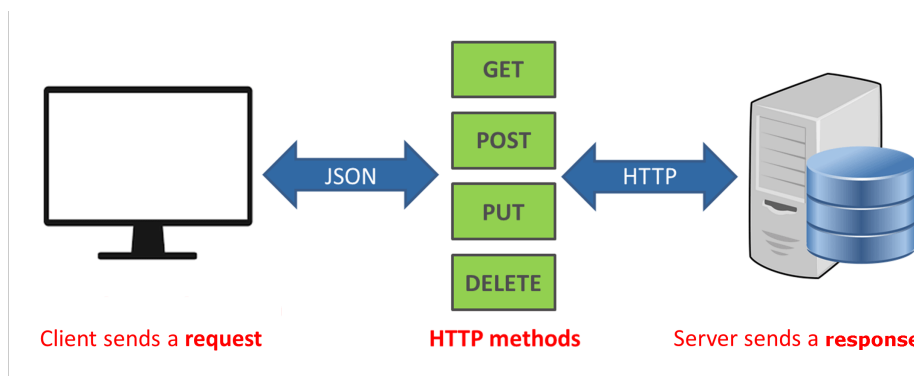 GET
POST
JSON
HTTP
PUT
DELETE
Client sends a request
HTTP methods
Server sends a response